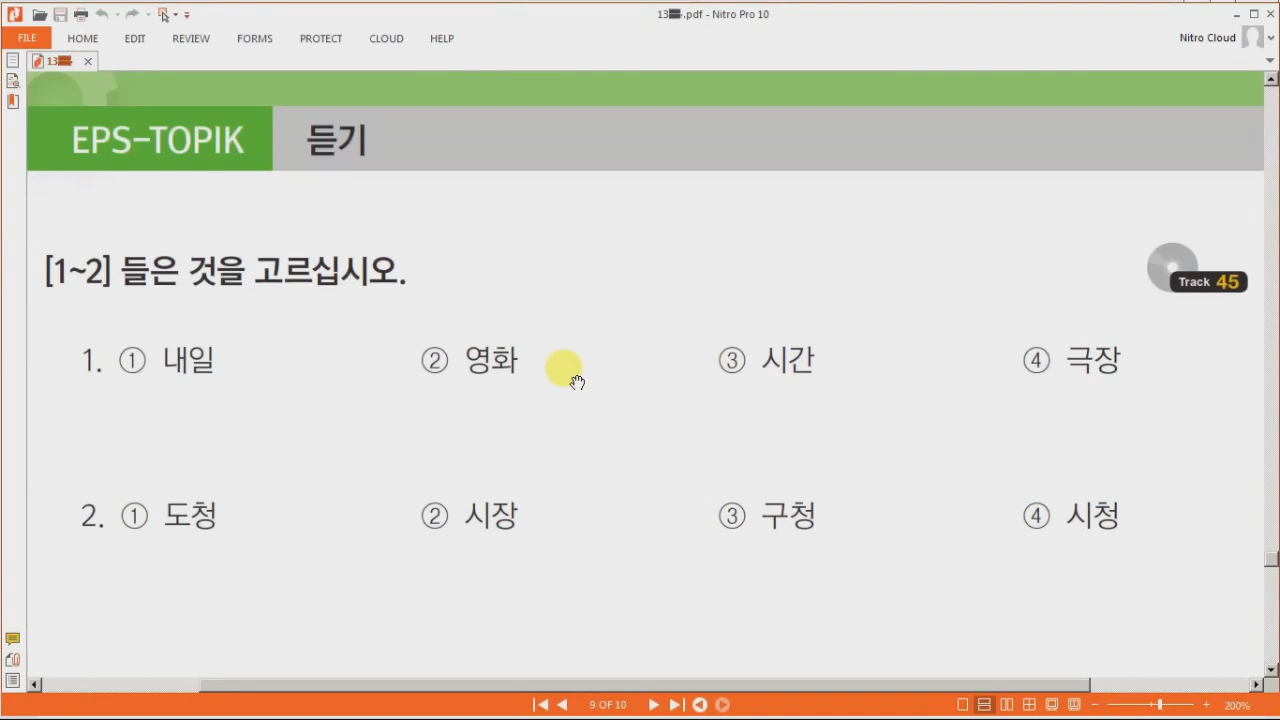 13 .pdf - Nitro Pro 10
FILE HOME EDIT REVIEW FORMS PROTECT CLOUD HELP Nitro Cloud
13
EPS-TOPIK 듣기
[1~2] 들은 것을 고르십시오.
Track 45
1. ① 내일 ② 영화 ③ 시간 ④ 극장
2. ① 도청 ② 시장 ③ 구청 ④ 시청
9 OF 10 200%